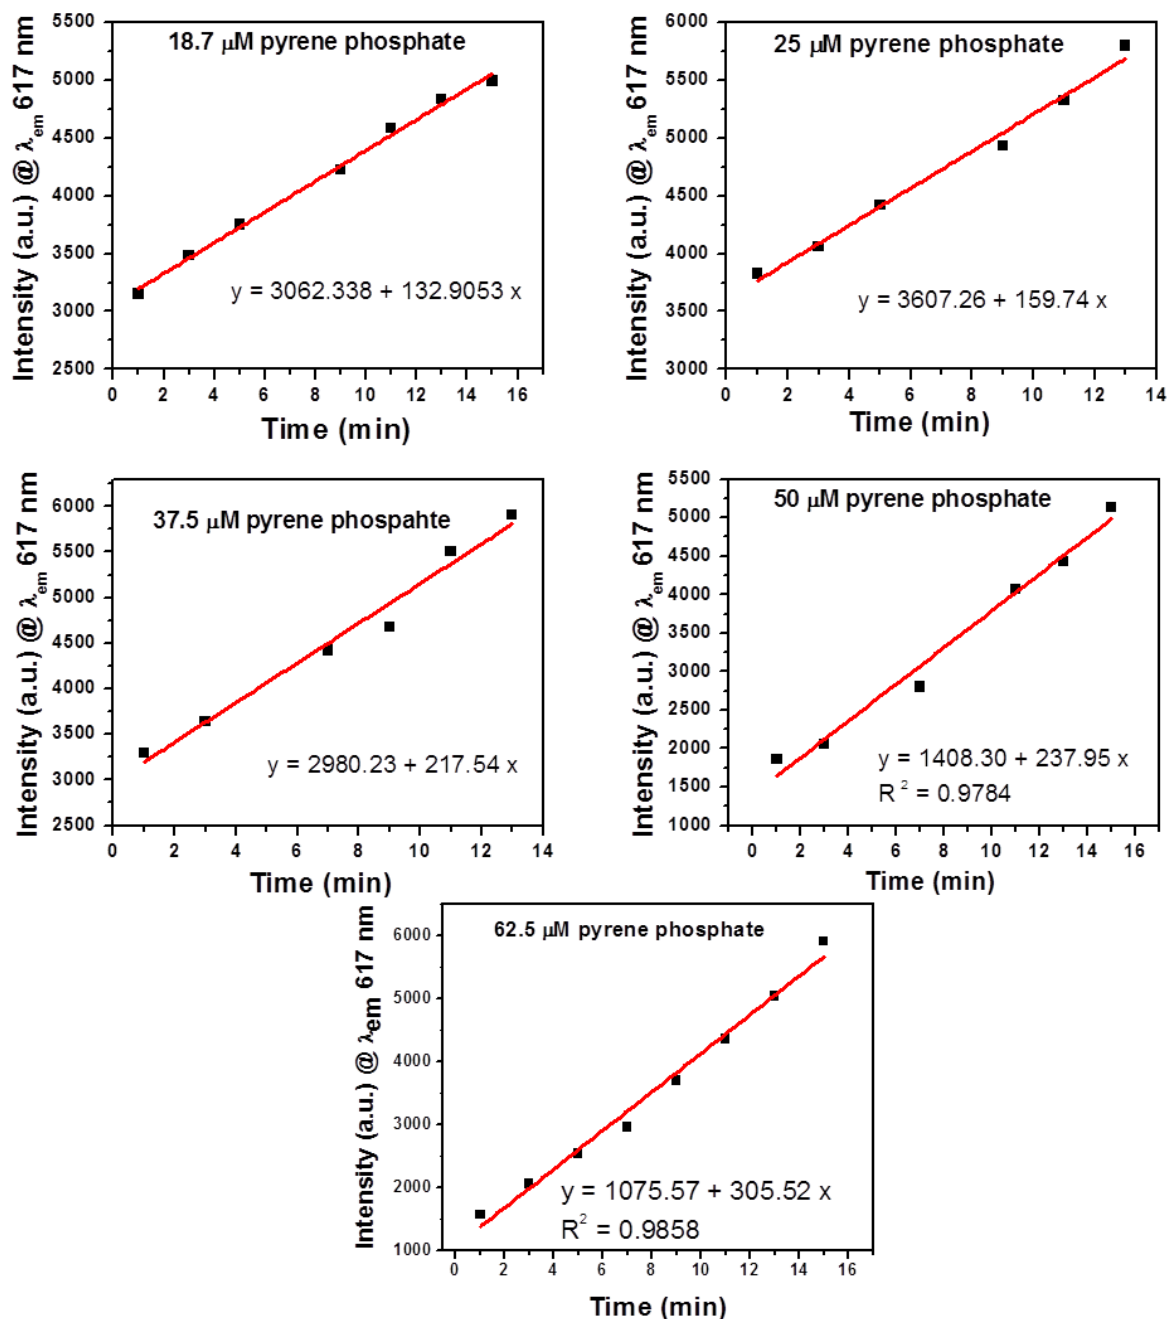 18.7 μM pyrene phosphate
Intensity (a.u.) @ λem 617 nm
5500
5000
4500
4000
3500
3000
2500
y = 3062.338 + 132.9053 x
0 2 4 6 8 10 12 14 16
Time (min)
25 μM pyrene phosphate
Intensity (a.u.) @ λem 617 nm
6000
5500
5000
4500
4000
3500
3000
y = 3607.26 + 159.74 x
0 2 4 6 8 10 12 14
Time (min)
37.5 μM pyrene phospahte
Intensity (a.u.) @ λem 617 nm
6000
5500
5000
4500
4000
3500
3000
2500
y = 2980.23 + 217.54 x
0 2 4 6 8 10 12 14
Time (min)
50 μM pyrene phosphate
Intensity (a.u.) @ λem 617 nm
5500
5000
4500
4000
3500
3000
2500
2000
1500
1000
y = 1408.30 + 237.95 x
R² = 0.9784
0 2 4 6 8 10 12 14 16
Time (min)
62.5 μM pyrene phosphate
Intensity (a.u.) @ λem 617 nm
6000
5000
4000
3000
2000
1000
y = 1075.57 + 305.52 x
R² = 0.9858
0 2 4 6 8 10 12 14 16
Time (min)